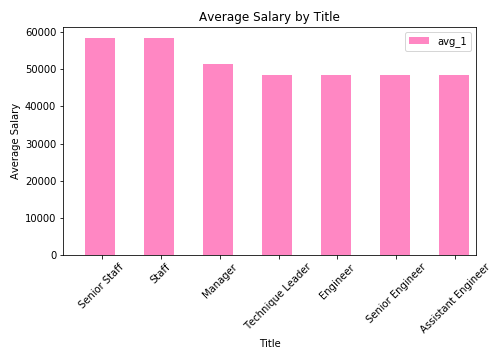 Average Salary by Title
avg_1
Average Salary
60000
50000
40000
30000
20000
10000
0
Senior Staff
Staff
Manager
Technique Leader
Engineer
Senior Engineer
Assistant Engineer
Title